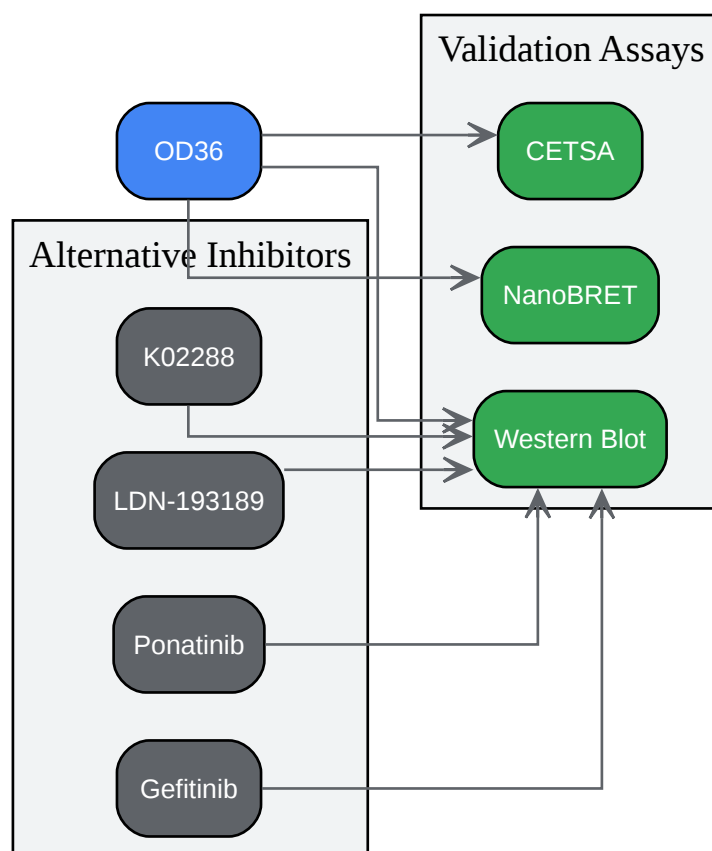 Validation Assays
OD36
CETSA
Alternative Inhibitors
NanoBRET
K02288
Western Blot
LDN-193189
Ponatinib
Gefitinib